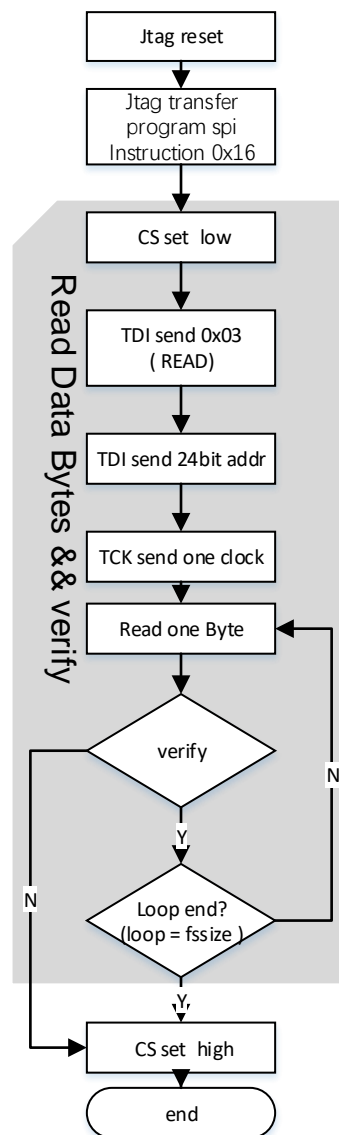 Jtag reset
Jtag transfer
program spi
Instruction 0x16
CS set low
Read Data Bytes && verify
TDI send 0x03
( READ)
TDI send 24bit addr
TCK send one clock
Read one Byte
verify
N
Y
N
Loop end?
(loop = fssize )
Y
CS set high
end